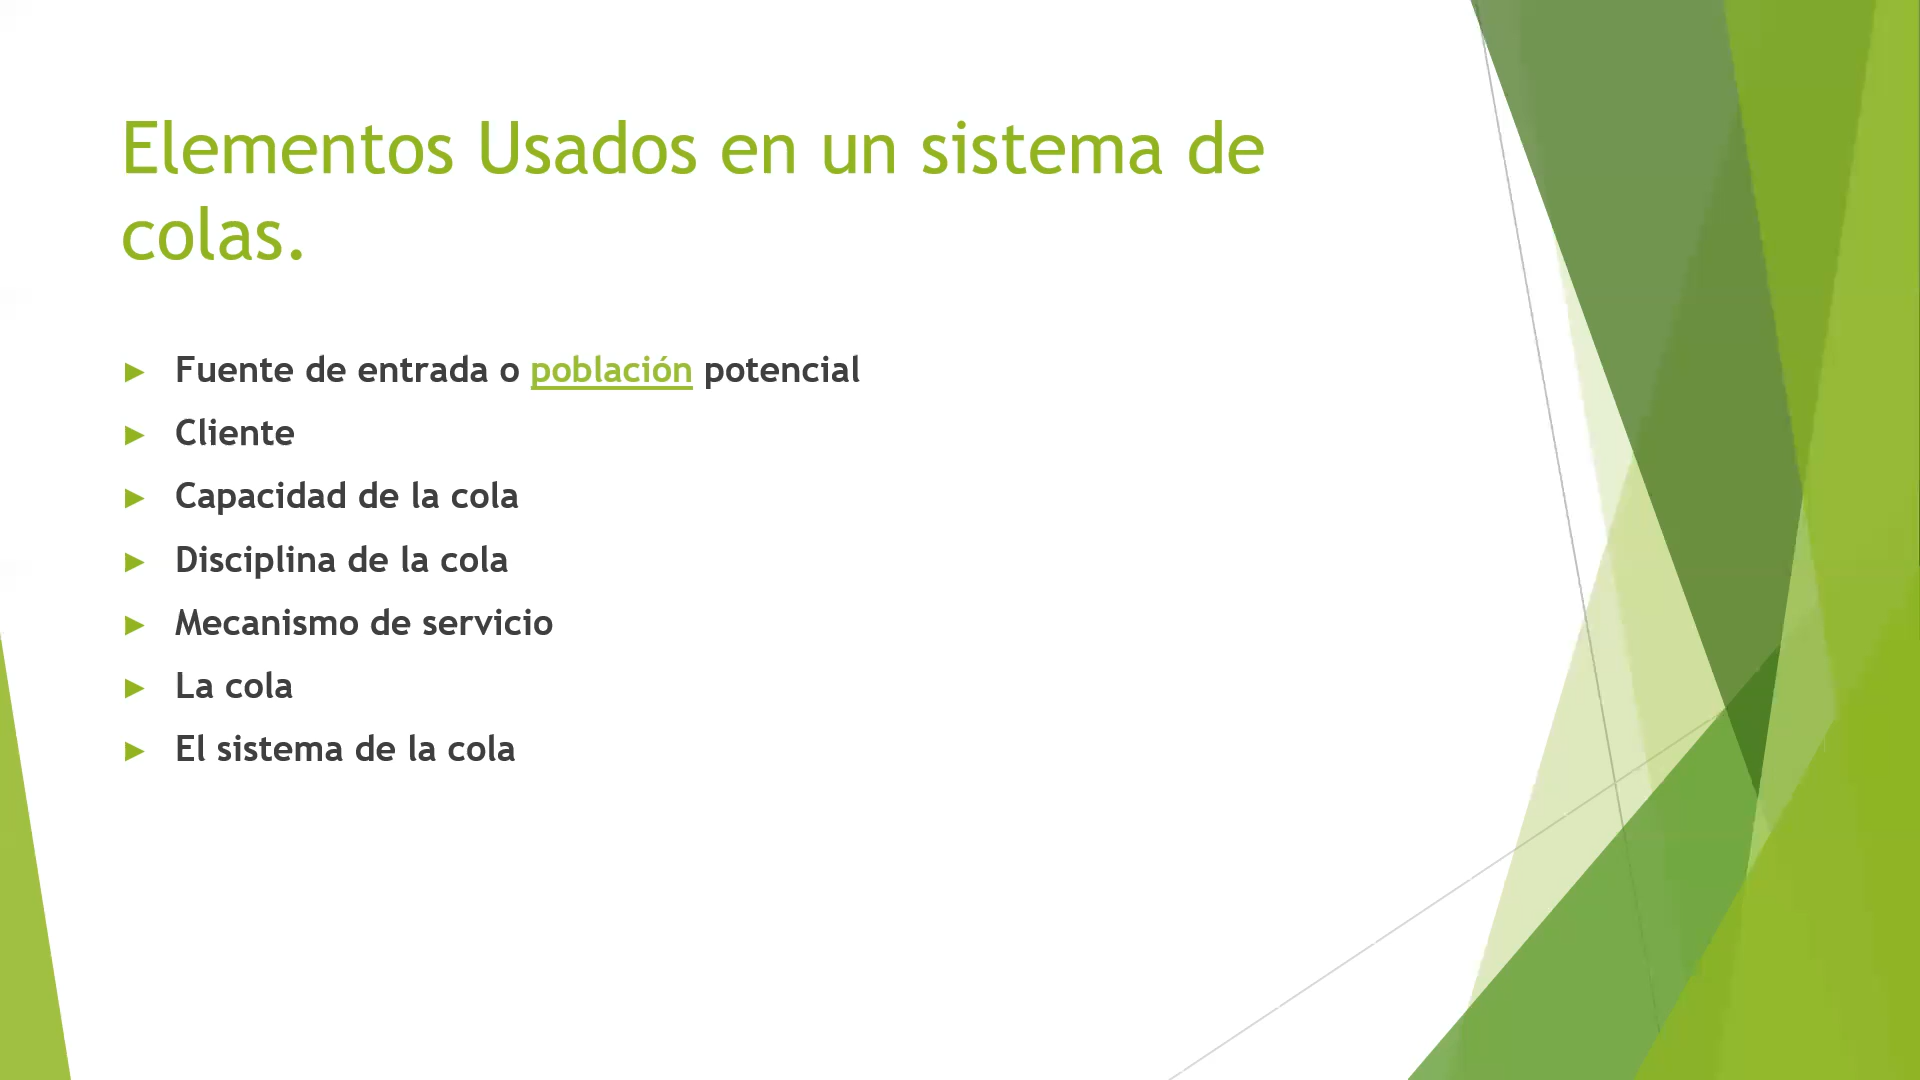 Elementos Usados en un sistema de
colas.
► Fuente de entrada o población potencial
► Cliente
► Capacidad de la cola
► Disciplina de la cola
► Mecanismo de servicio
► La cola
► El sistema de la cola